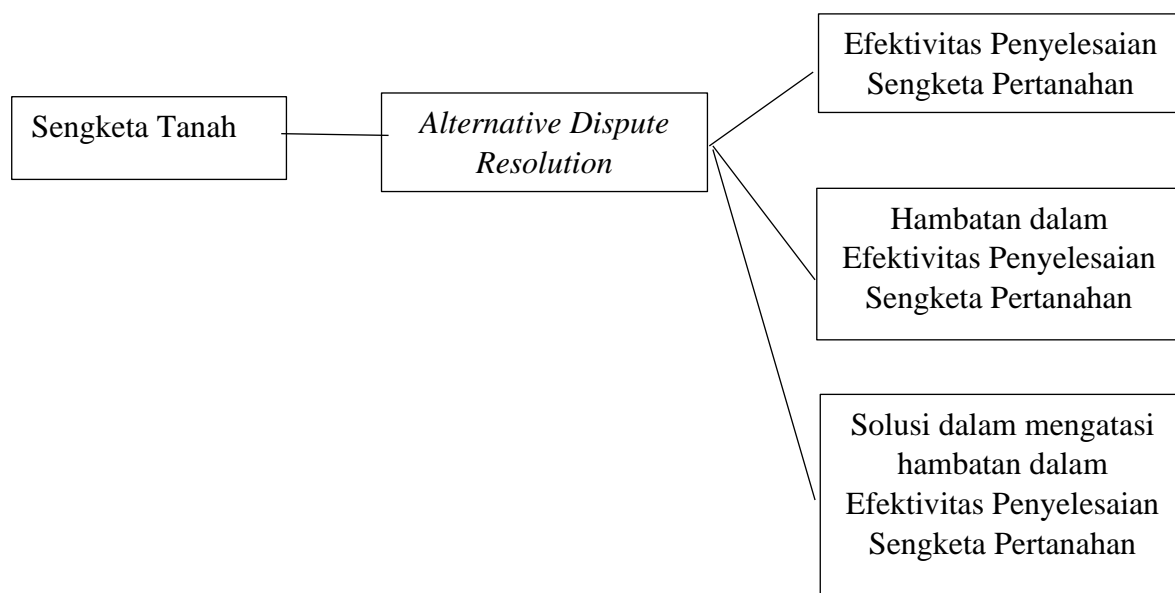 Sengketa Tanah
Alternative Dispute
Resolution
Efektivitas Penyelesaian
Sengketa Pertanahan
Hambatan dalam
Efektivitas Penyelesaian
Sengketa Pertanahan
Solusi dalam mengatasi
hambatan dalam
Efektivitas Penyelesaian
Sengketa Pertanahan